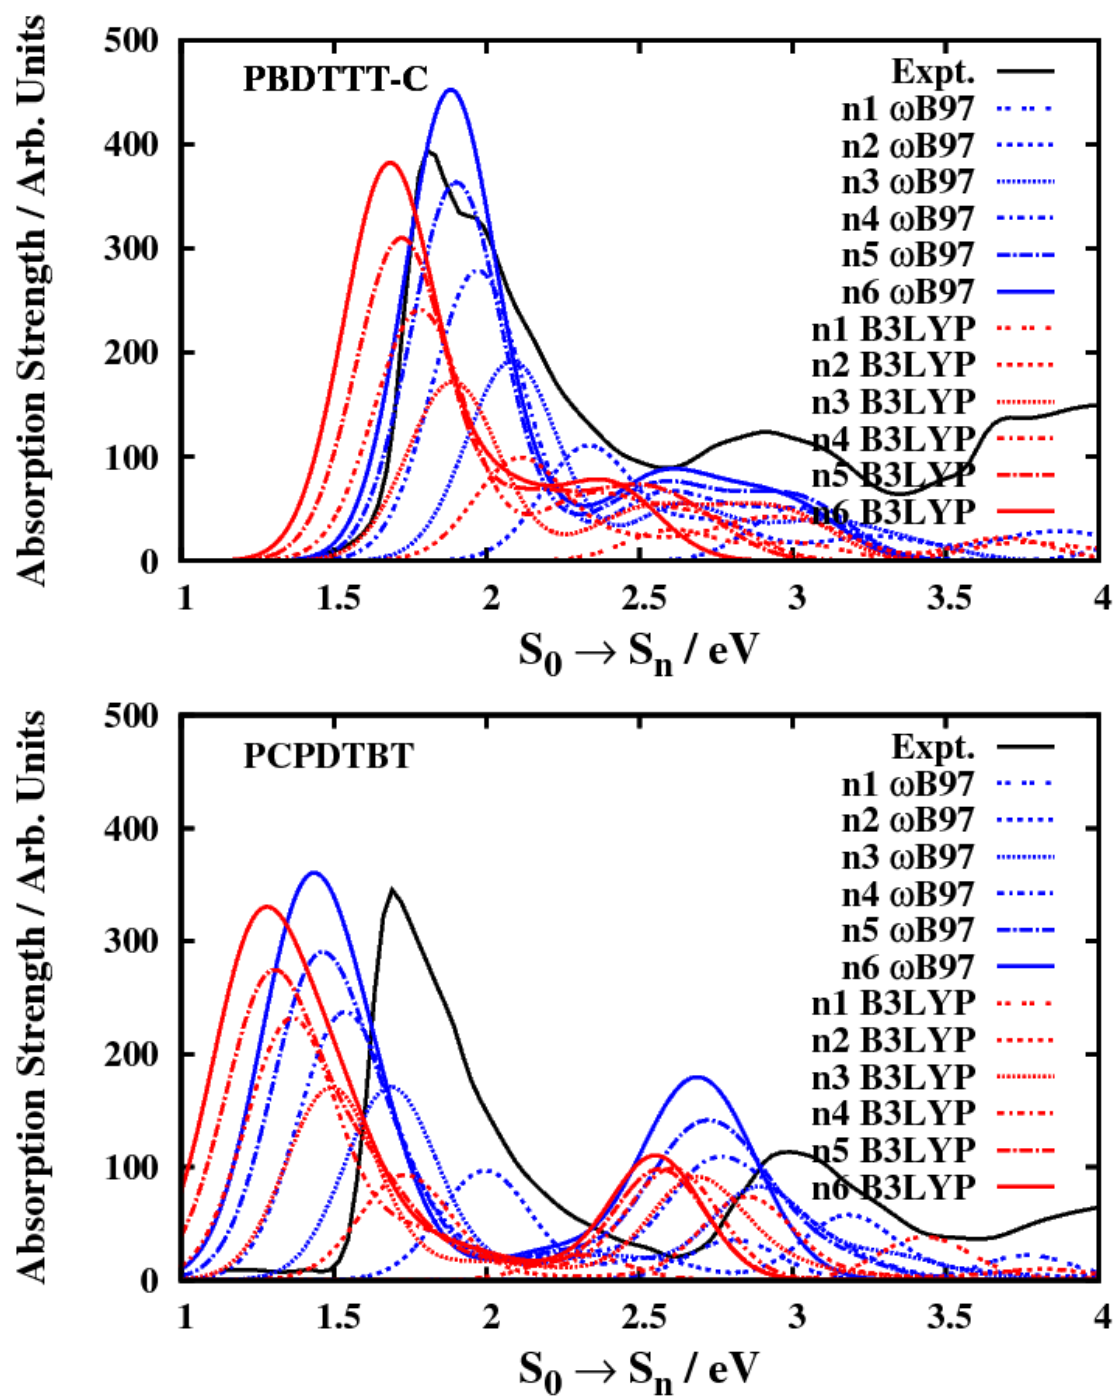 PBDTTT-C
Absorption Strength / Arb. Units
500
400
300
200
100
0
Expt.
n1 ωB97
n2 ωB97
n3 ωB97
n4 ωB97
n5 ωB97
n6 ωB97
n1 B3LYP
n2 B3LYP
n3 B3LYP
n4 B3LYP
n5 B3LYP
n6 B3LYP
1 1.5 2 2.5 3 3.5 4
S₀ → Sₙ / eV
PCPDTBT
Absorption Strength / Arb. Units
500
400
300
200
100
0
Expt.
n1 ωB97
n2 ωB97
n3 ωB97
n4 ωB97
n5 ωB97
n6 ωB97
n1 B3LYP
n2 B3LYP
n3 B3LYP
n4 B3LYP
n5 B3LYP
n6 B3LYP
1 1.5 2 2.5 3 3.5 4
S₀ → Sₙ / eV